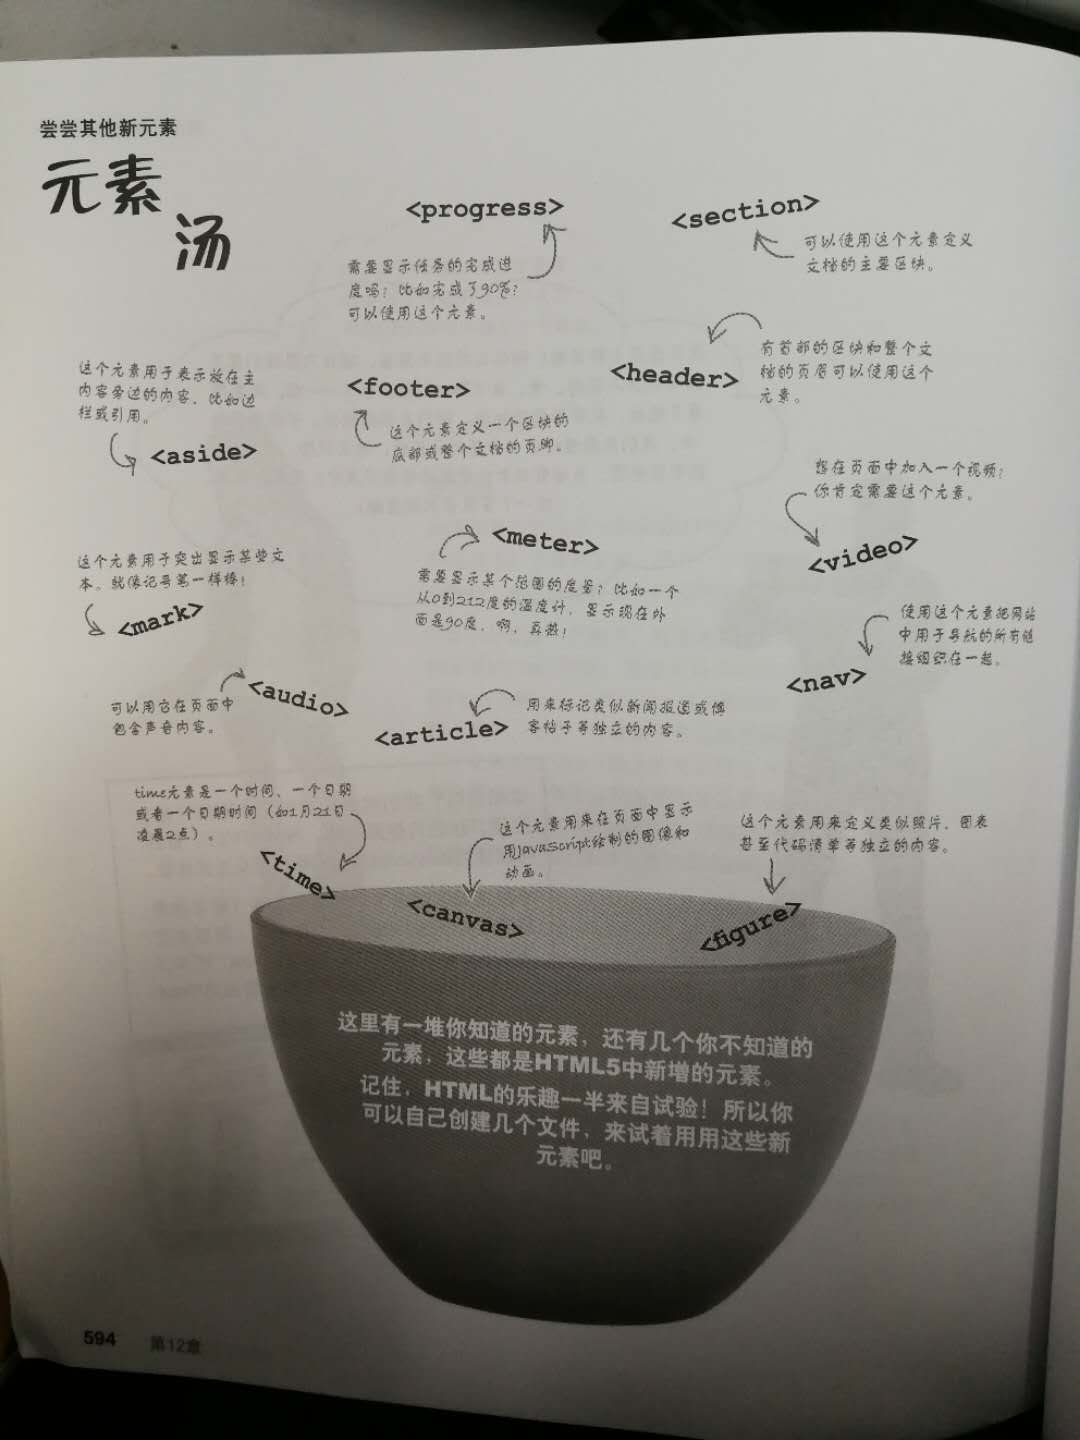 尝尝其他新元素
元素
汤
<progress>
需要显示任务的完成进
度吗？比如完成了90%？
可以使用这个元素。
<section>
可以使用这个元素定义
文档的主要区块。
<header>
有首部的区块和整个文
档的页眉可以使用这个
元素。
这个元素用于表示放在主
内容旁边的内容，比如边
栏或引用。
<aside>
<footer>
这个元素定义一个区块的
底部或整个文档的页脚。
想在页面中加入一个视频？
你肯定需要这个元素。
<video>
<meter>
需要显示某个范围的度量？比如一个
从0到212度的温度计，显示现在外
面是90度，啊，真热！
这个元素用于突出显示某些文
本。就像记号笔一样棒！
<mark>
使用这个元素把网站
中用于导航的所有链
接组织在一起。
<nav>
<audio>
可以用它在页面中
包含声音内容。
<article>
用来标记类似新闻报道或博
客帖子等独立的内容。
time元素是一个时间、一个日期
或者一个日期时间（如1月21日
凌晨2点）。
<time>
这个元素用来在页面中显示
用JavaScript绘制的图像和
动画。
<canvas>
这个元素用来定义类似照片、图表
甚至代码清单等独立的内容。
<figure>
这里有一堆你知道的元素，还有几个你不知道的
元素，这些都是HTML5中新增的元素。
记住，HTML的乐趣一半来自试验！所以你
可以自己创建几个文件，来试着用用这些新
元素吧。
594 第12章